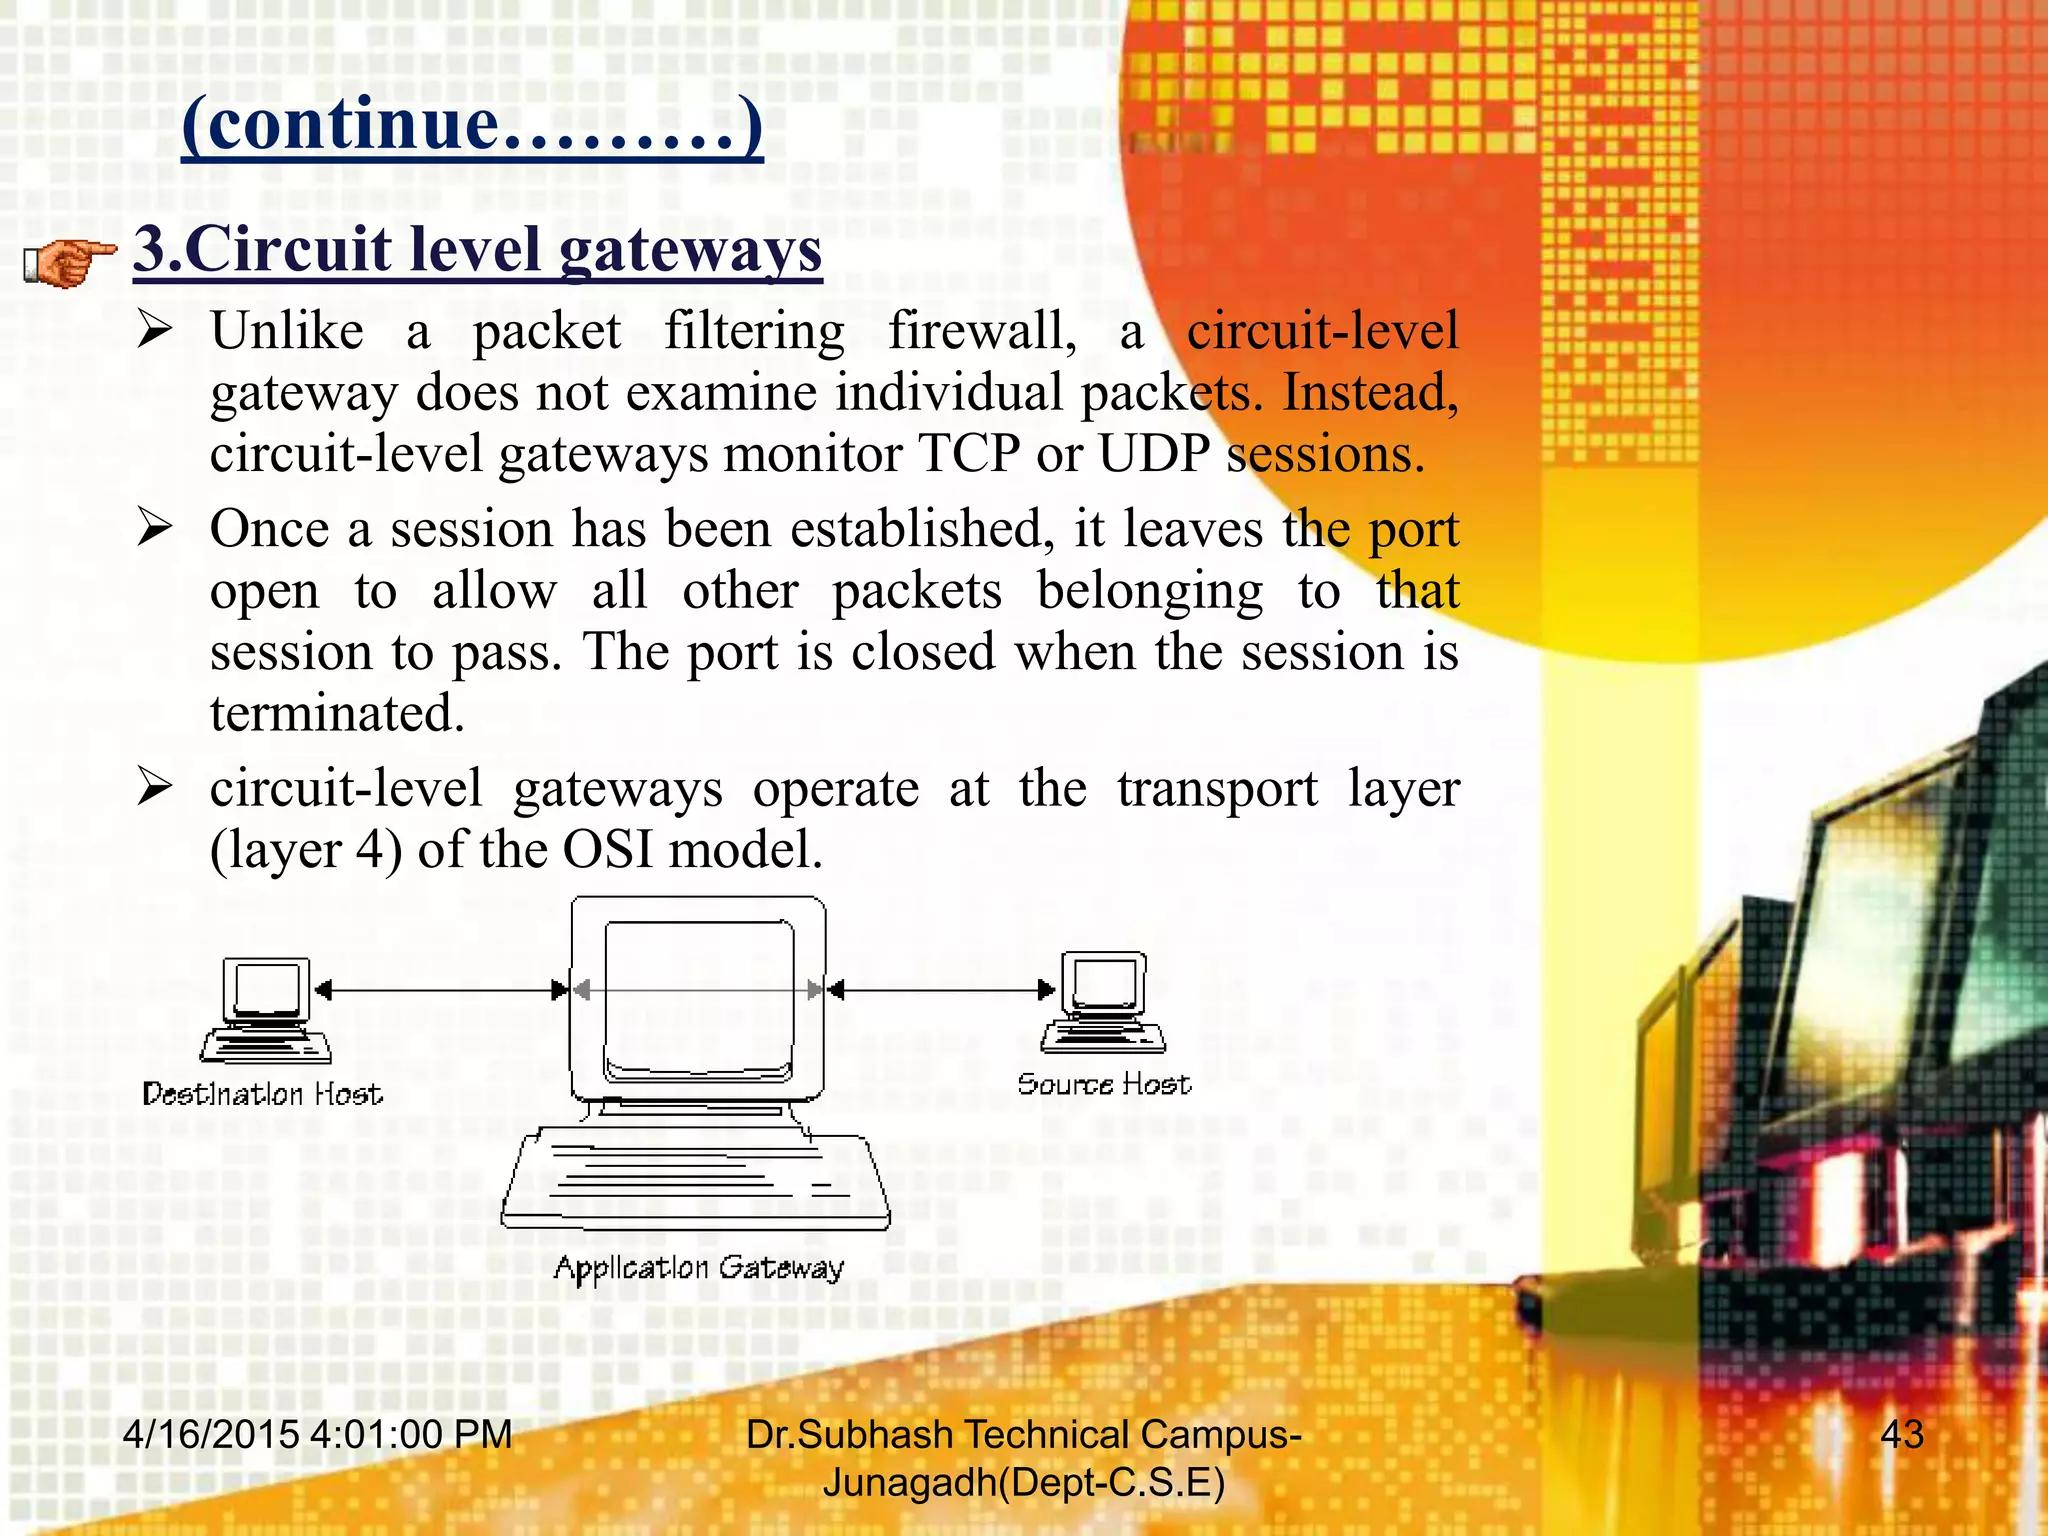 (continue………)
3.Circuit level gateways
➢ Unlike a packet filtering firewall, a circuit-level
gateway does not examine individual packets. Instead,
circuit-level gateways monitor TCP or UDP sessions.
➢ Once a session has been established, it leaves the port
open to allow all other packets belonging to that
session to pass. The port is closed when the session is
terminated.
➢ circuit-level gateways operate at the transport layer
(layer 4) of the OSI model.
Destination Host
Source Host
Application Gateway
4/16/2015 4:01:00 PM
Dr.Subhash Technical Campus-
Junagadh(Dept-C.S.E)
43